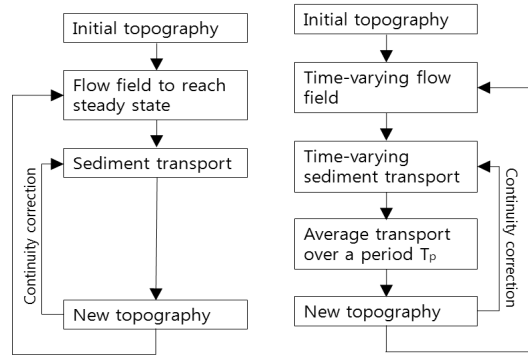 Initial topography
Flow field to reach
steady state
Sediment transport
Continuity correction
New topography
Initial topography
Time-varying flow
field
Time-varying
sediment transport
Continuity correction
Average transport
over a period Tₚ
New topography